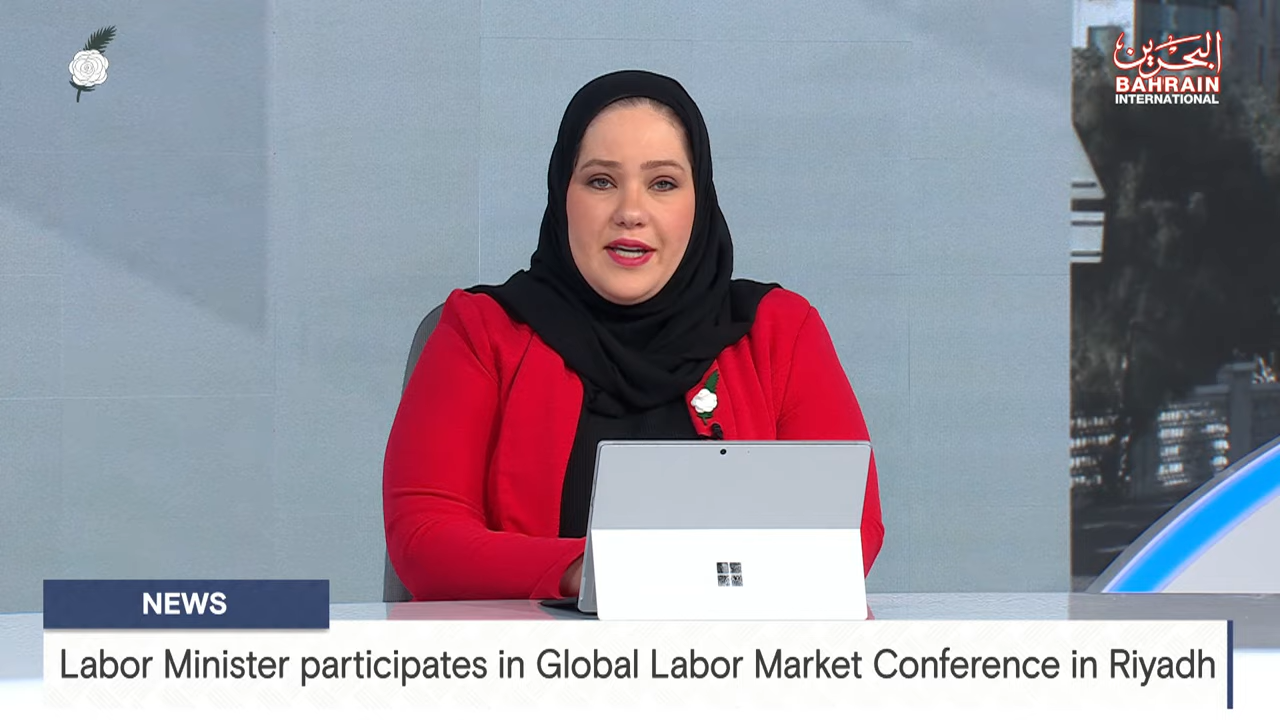 البحرين
BAHRAIN
INTERNATIONAL
NEWS
Labor Minister participates in Global Labor Market Conference in Riyadh